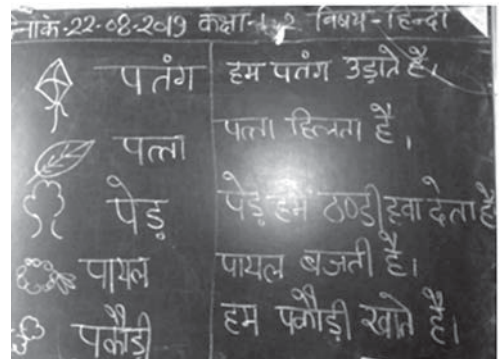 नांक-22-08-2019 कक्षा-1,2 विषय-हिन्दी
पतंग हम पतंग उड़ाते है।
पत्ता पत्ता हिलता है।
पेड़ पेड़ हमें ठण्डी हवा देता है
पायल पायल बजती है।
पकौड़ी हम पकौड़ी खाते है।